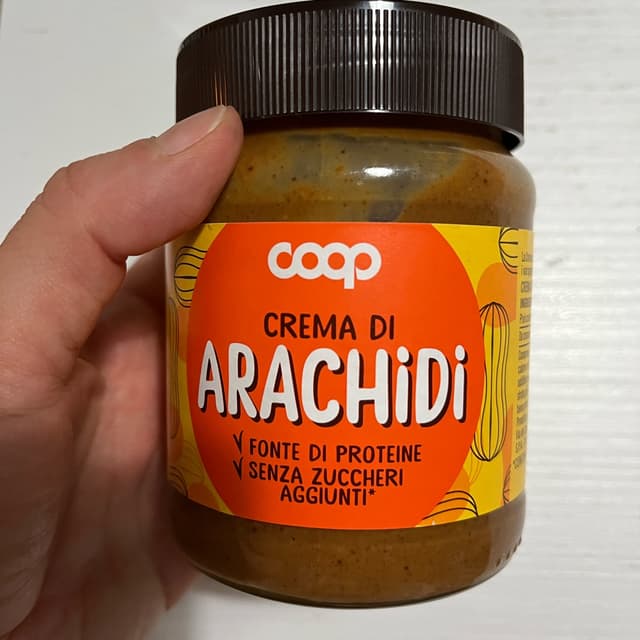 coop
CREMA DI
ARACHiDi
√ FONTE DI PROTEINE
√ SENZA ZUCCHERI
AGGIUNTI*